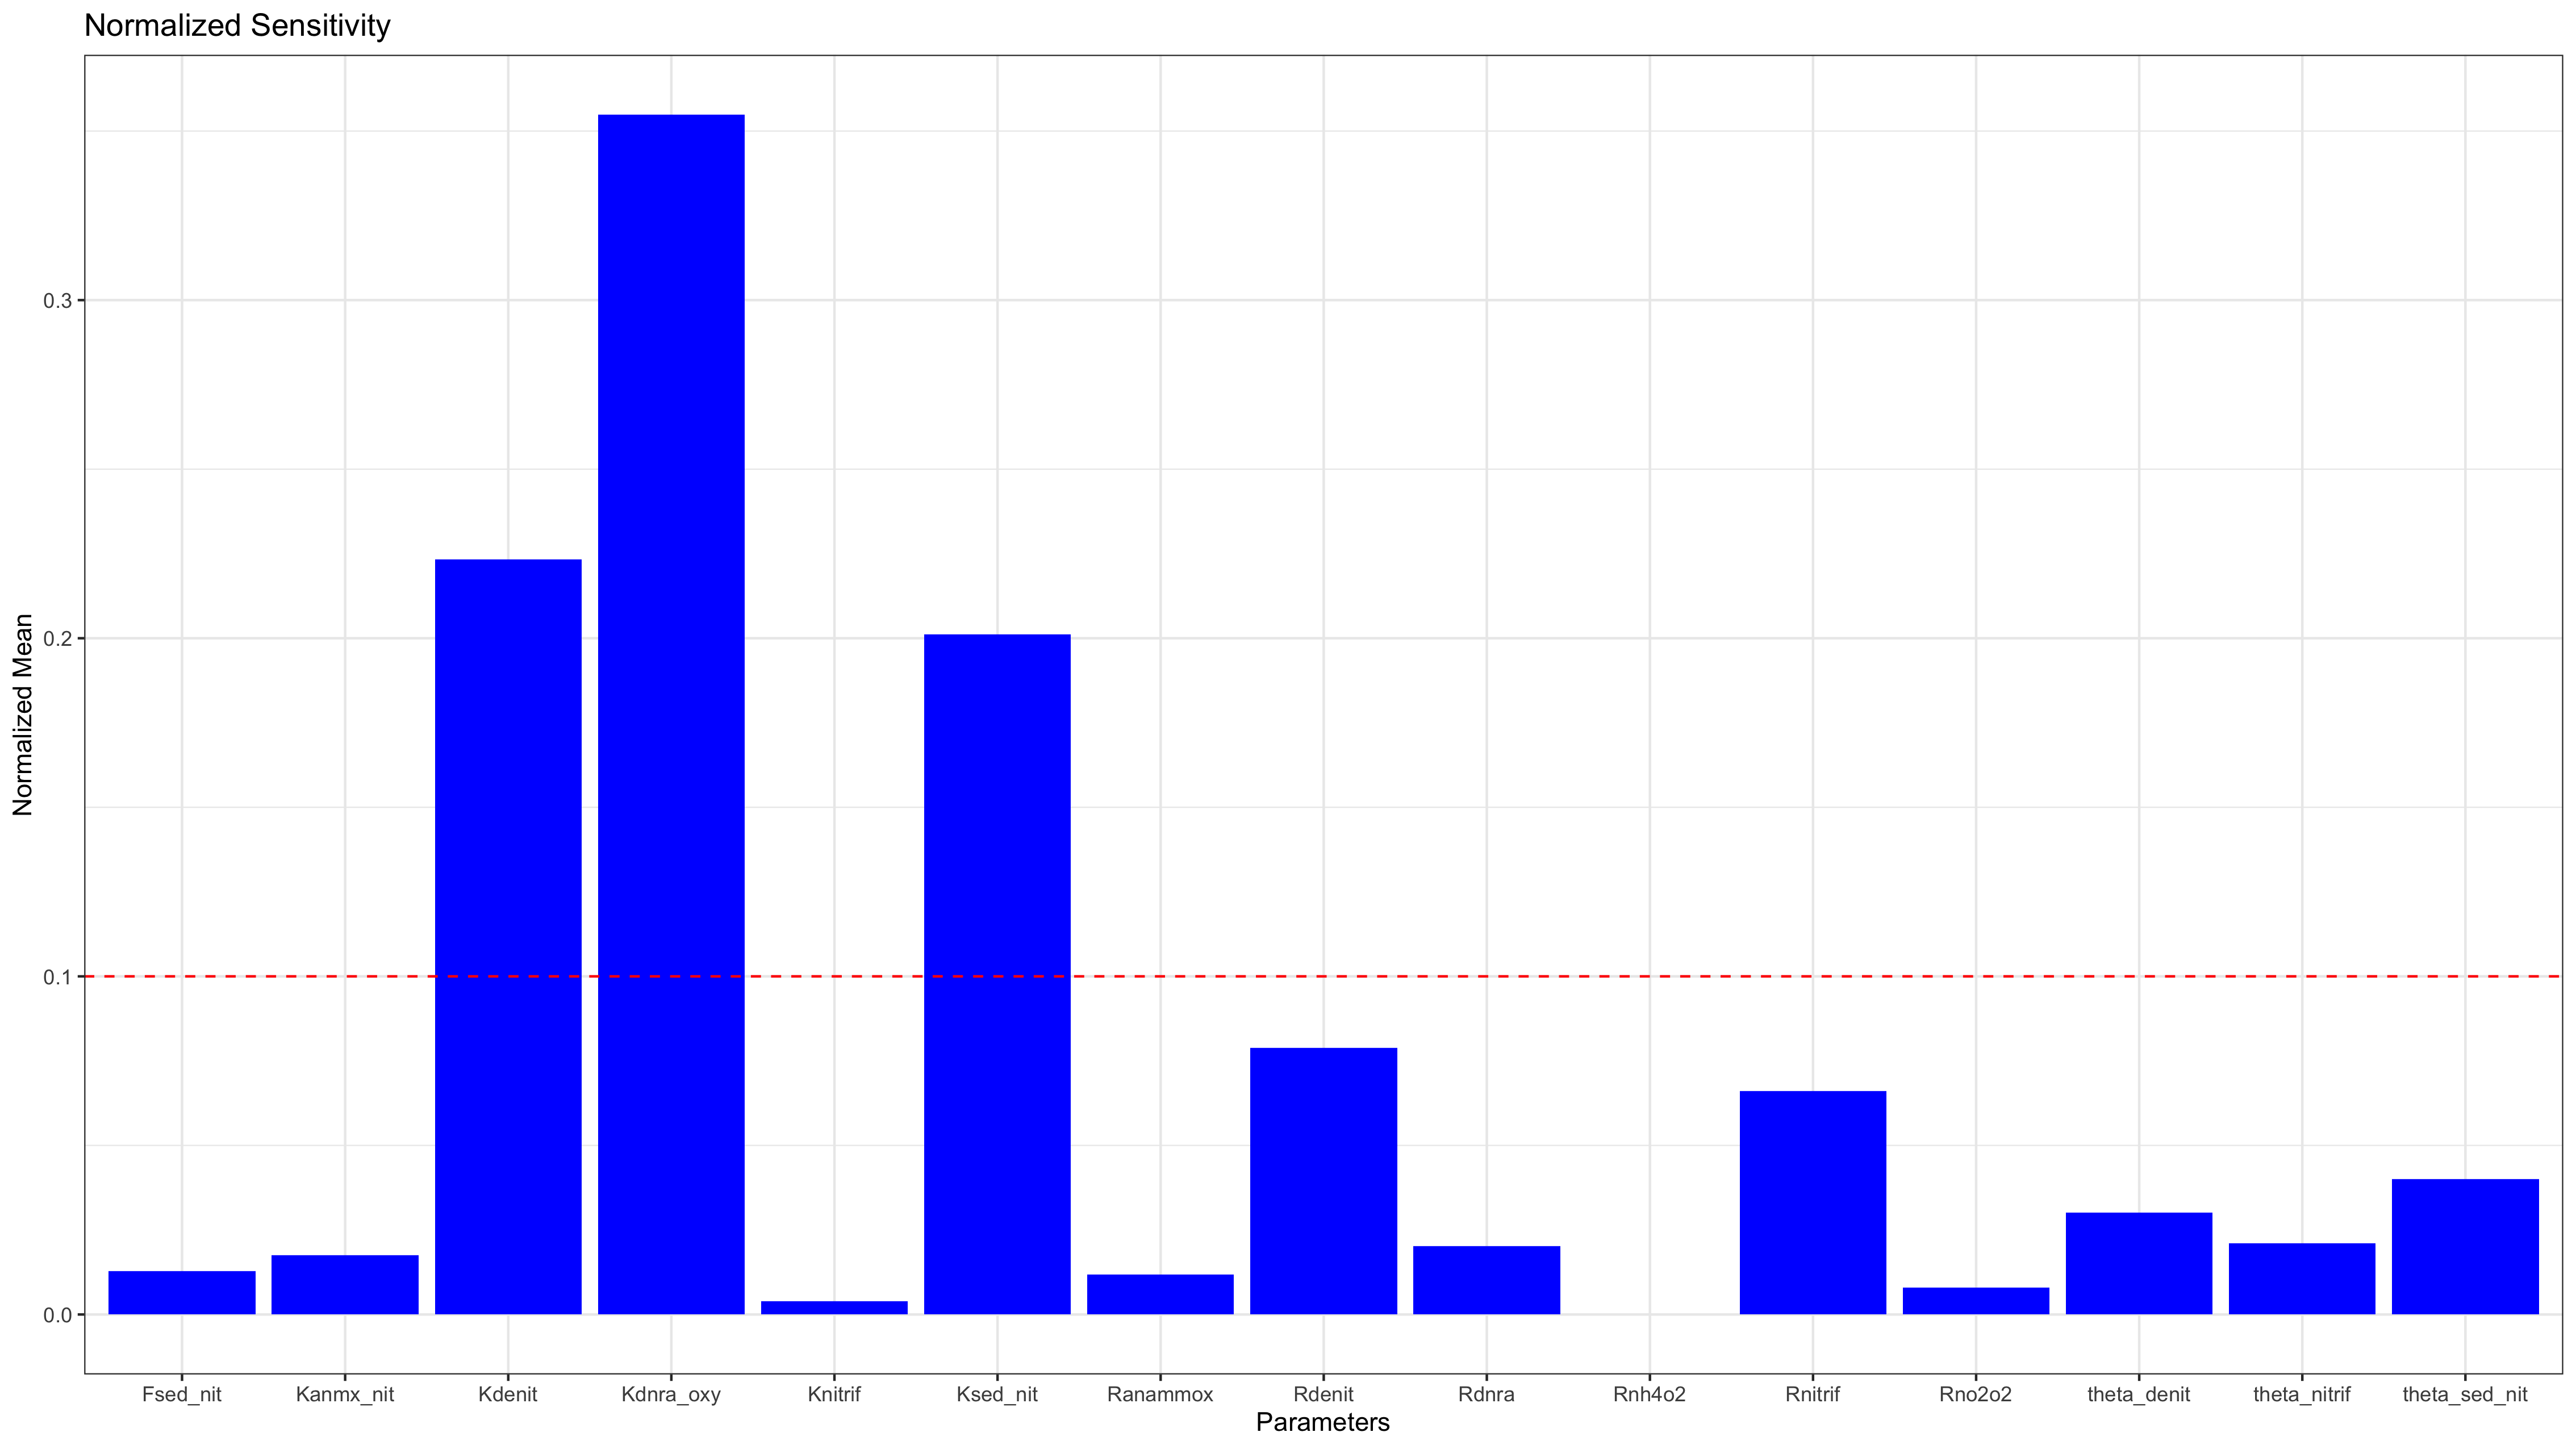 Normalized Sensitivity
Normalized Mean
0.3
0.2
0.1
0.0
Fsed_nit Kanmx_nit Kdenit Kdnra_oxy Knitrif Ksed_nit Ranammox Rdenit Rdnra Rnh4o2 Rnitrif Rno2o2 theta_denit theta_nitrif theta_sed_nit
Parameters